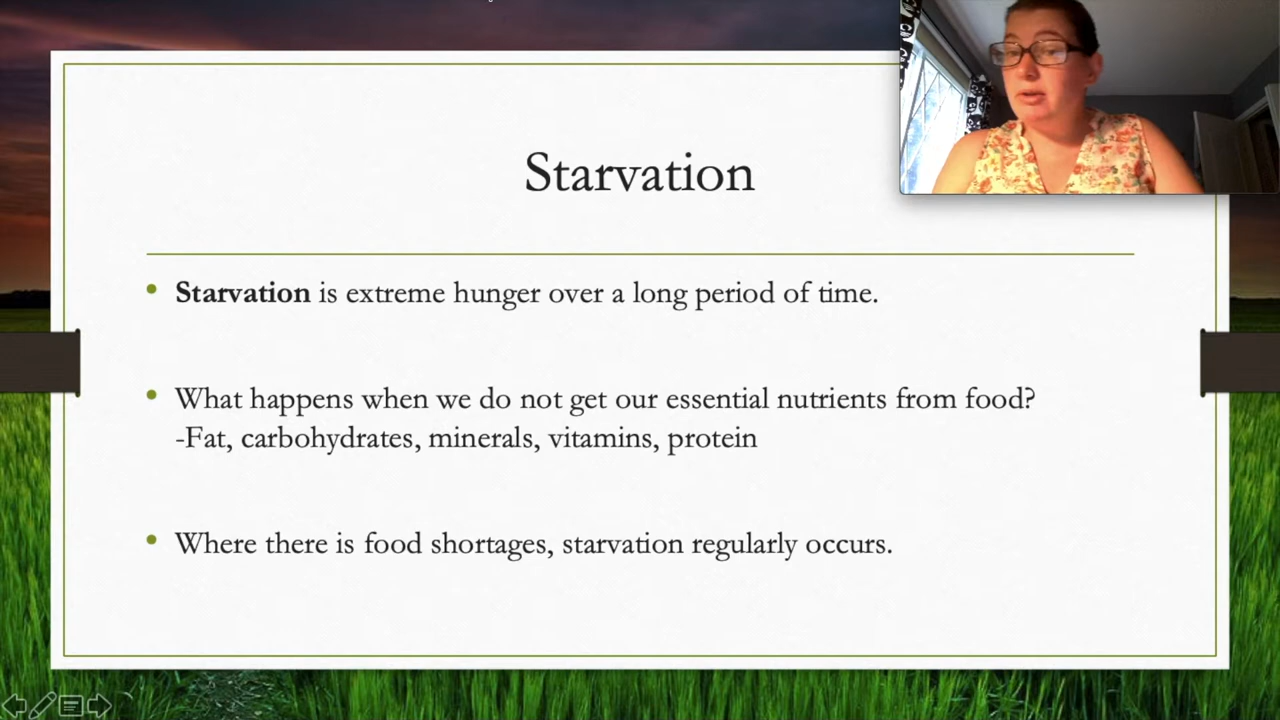 Starvation
Starvation is extreme hunger over a long period of time.
What happens when we do not get our essential nutrients from food?
-Fat, carbohydrates, minerals, vitamins, protein
Where there is food shortages, starvation regularly occurs.